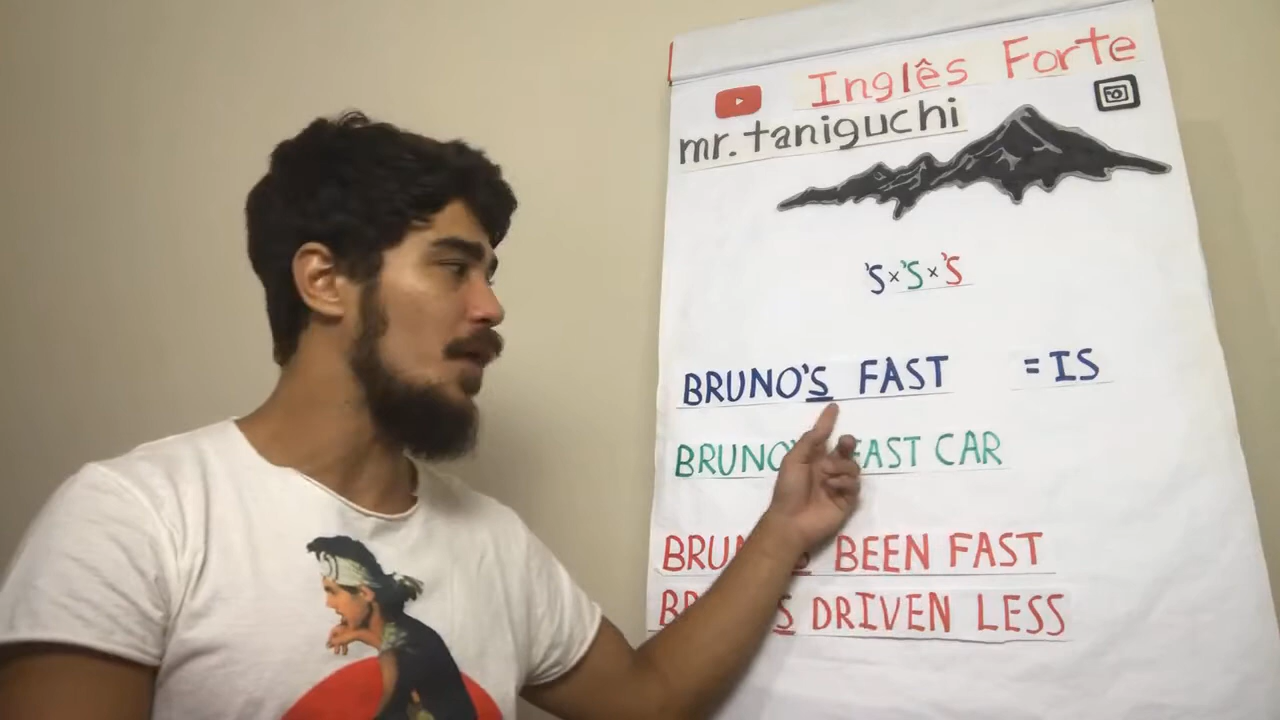 Inglês Forte
mr.taniguchi
'S × 'S × 'S
BRUNO'S FAST = IS
FAST CAR
BEEN FAST
DRIVEN LESS